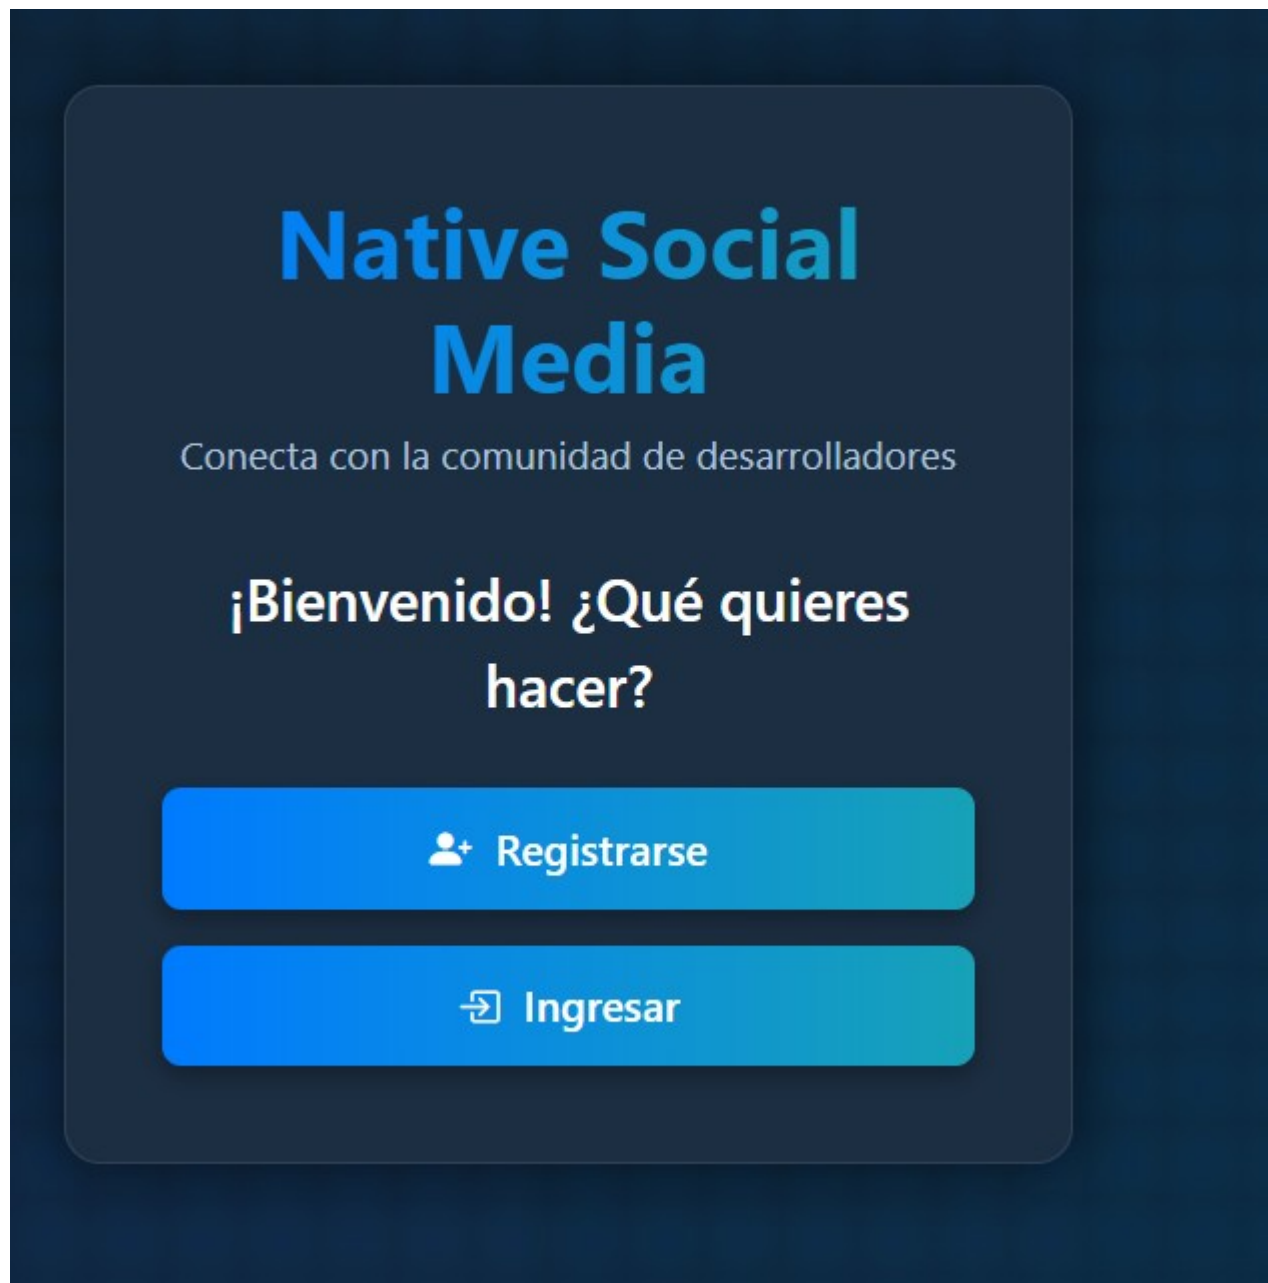 Native Social
Media
Conecta con la comunidad de desarrolladores
¡Bienvenido! ¿Qué quieres
hacer?
Registrarse
Ingresar